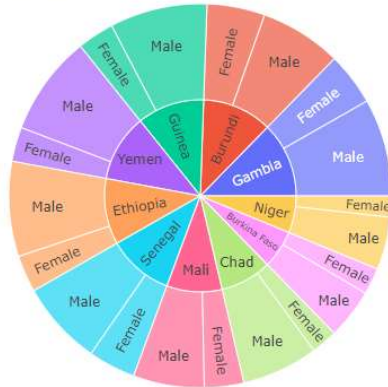 Male
Female
Male
Female
Male
Female
Male
Female
Male
Female
Male
Female
Male
Female
Male
Female
Male
Female
Male
Female
Guinea
Burundi
Yemen
Gambia
Ethiopia
Niger
Burkina Faso
Senegal
Mali
Chad